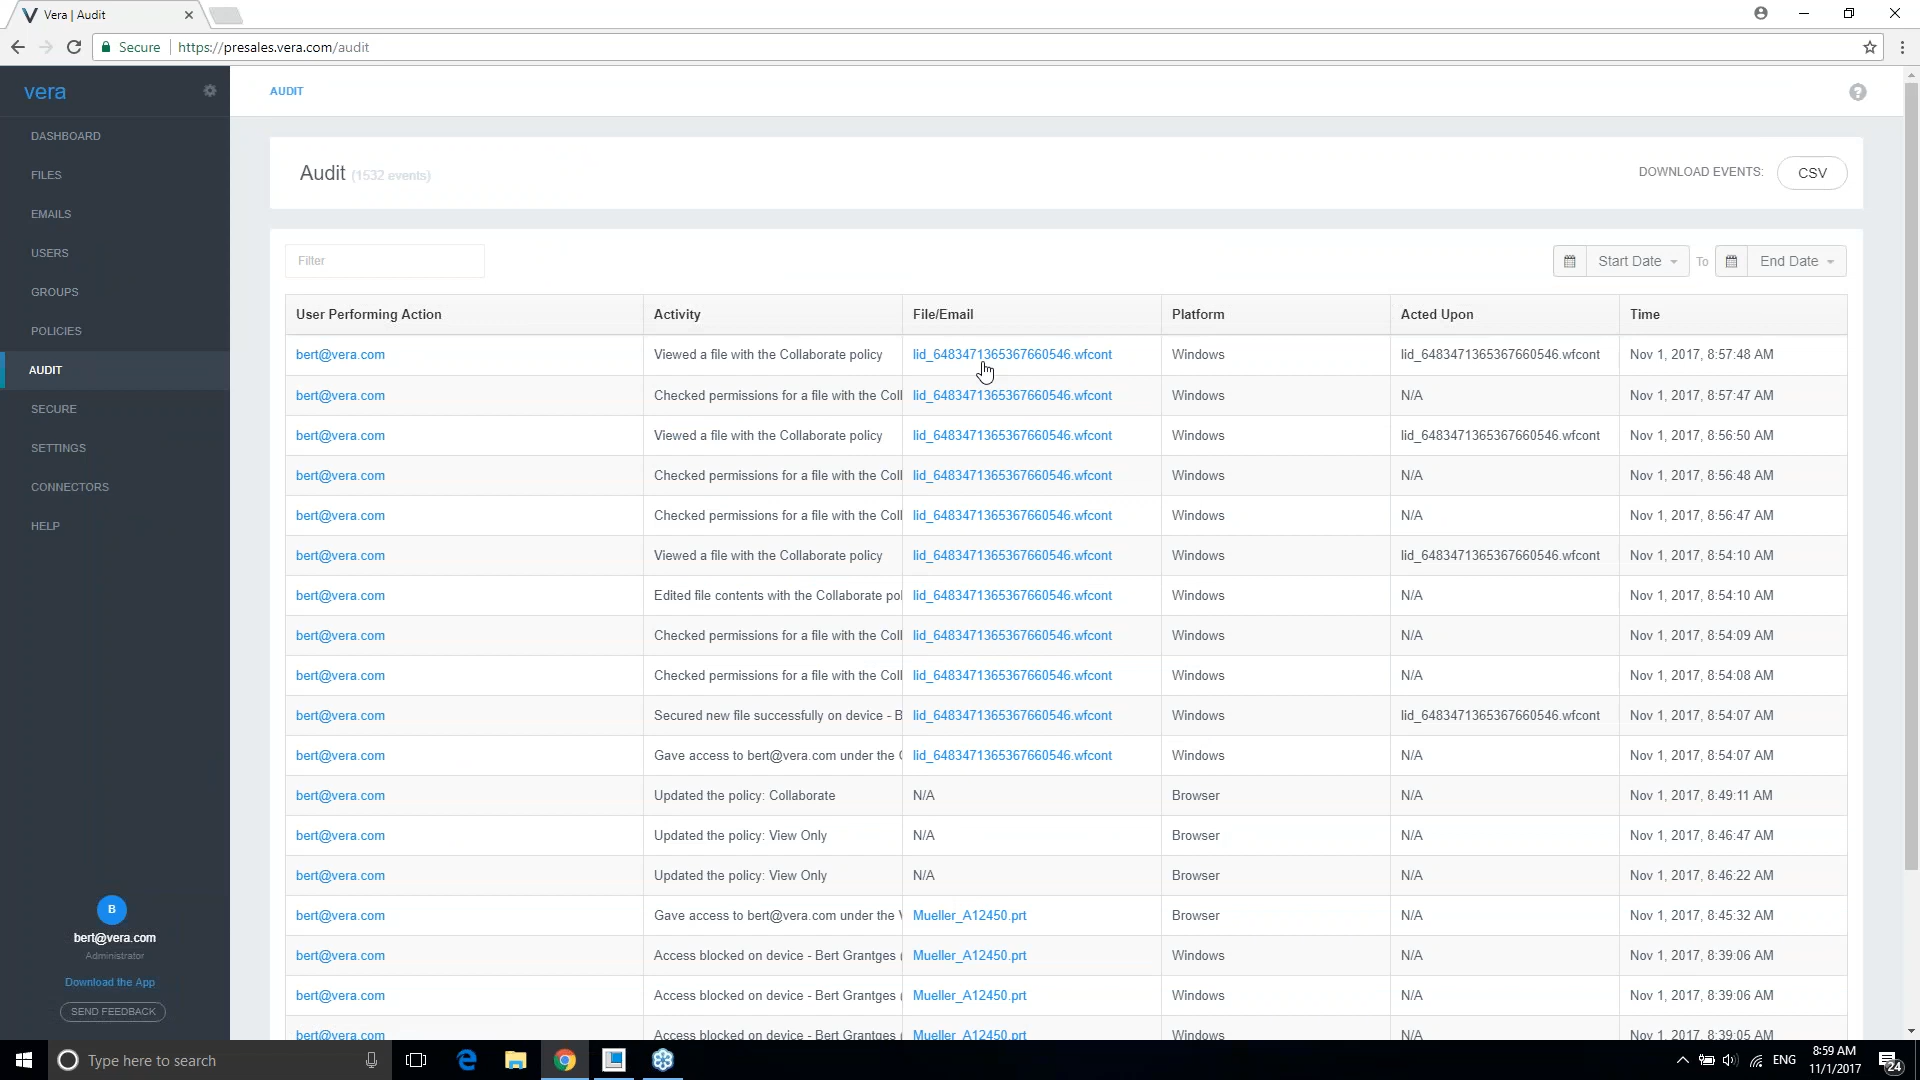 Vera | Audit
Secure https://presales.vera.com/audit
vera
AUDIT
DASHBOARD
FILES
EMAILS
USERS
GROUPS
POLICIES
AUDIT
SECURE
SETTINGS
CONNECTORS
HELP
B
bert@vera.com
Administrator
Download the App
SEND FEEDBACK
Audit (1532 events)
DOWNLOAD EVENTS: CSV
Filter
Start Date To End Date
User Performing Action Activity File/Email Platform Acted Upon Time
bert@vera.com Viewed a file with the Collaborate policy lid_6483471365367660546.wfcont Windows lid_6483471365367660546.wfcont Nov 1, 2017, 8:57:48 AM
bert@vera.com Checked permissions for a file with the Coll lid_6483471365367660546.wfcont Windows N/A Nov 1, 2017, 8:57:47 AM
bert@vera.com Viewed a file with the Collaborate policy lid_6483471365367660546.wfcont Windows lid_6483471365367660546.wfcont Nov 1, 2017, 8:56:50 AM
bert@vera.com Checked permissions for a file with the Coll lid_6483471365367660546.wfcont Windows N/A Nov 1, 2017, 8:56:48 AM
bert@vera.com Checked permissions for a file with the Coll lid_6483471365367660546.wfcont Windows N/A Nov 1, 2017, 8:56:47 AM
bert@vera.com Viewed a file with the Collaborate policy lid_6483471365367660546.wfcont Windows lid_6483471365367660546.wfcont Nov 1, 2017, 8:54:10 AM
bert@vera.com Edited file contents with the Collaborate pol lid_6483471365367660546.wfcont Windows N/A Nov 1, 2017, 8:54:10 AM
bert@vera.com Checked permissions for a file with the Coll lid_6483471365367660546.wfcont Windows N/A Nov 1, 2017, 8:54:09 AM
bert@vera.com Checked permissions for a file with the Coll lid_6483471365367660546.wfcont Windows N/A Nov 1, 2017, 8:54:08 AM
bert@vera.com Secured new file successfully on device - B lid_6483471365367660546.wfcont Windows lid_6483471365367660546.wfcont Nov 1, 2017, 8:54:07 AM
bert@vera.com Gave access to bert@vera.com under the C lid_6483471365367660546.wfcont Windows N/A Nov 1, 2017, 8:54:07 AM
bert@vera.com Updated the policy: Collaborate N/A Browser N/A Nov 1, 2017, 8:49:11 AM
bert@vera.com Updated the policy: View Only N/A Browser N/A Nov 1, 2017, 8:46:47 AM
bert@vera.com Updated the policy: View Only N/A Browser N/A Nov 1, 2017, 8:46:22 AM
bert@vera.com Gave access to bert@vera.com under the V Mueller_A12450.prt Browser N/A Nov 1, 2017, 8:45:32 AM
bert@vera.com Access blocked on device - Bert Grantges ( Mueller_A12450.prt Windows N/A Nov 1, 2017, 8:39:06 AM
bert@vera.com Access blocked on device - Bert Grantges ( Mueller_A12450.prt Windows N/A Nov 1, 2017, 8:39:06 AM
bert@vera.com Access blocked on device - Bert Grantges ( Mueller_A12450.prt Windows N/A Nov 1, 2017, 8:39:05 AM
Type here to search
ENG
8:59 AM
11/1/2017
24